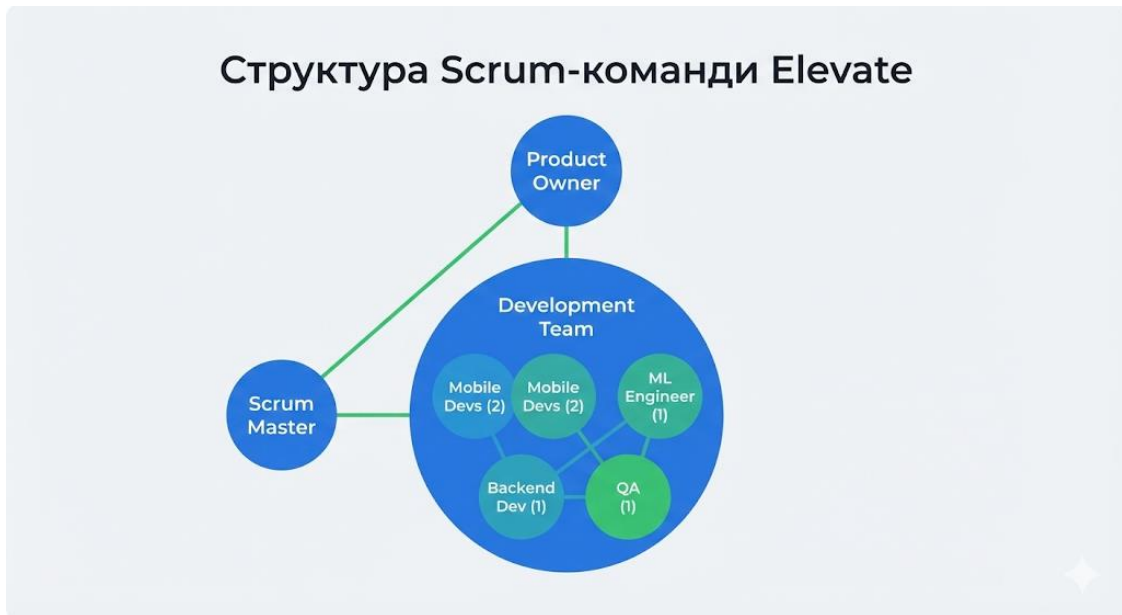 Структура Scrum-команди Elevate
Product
Owner
Development
Team
Mobile
Devs (2)
Mobile
Devs (2)
ML
Engineer
(1)
Scrum
Master
Backend
Dev (1)
QA
(1)